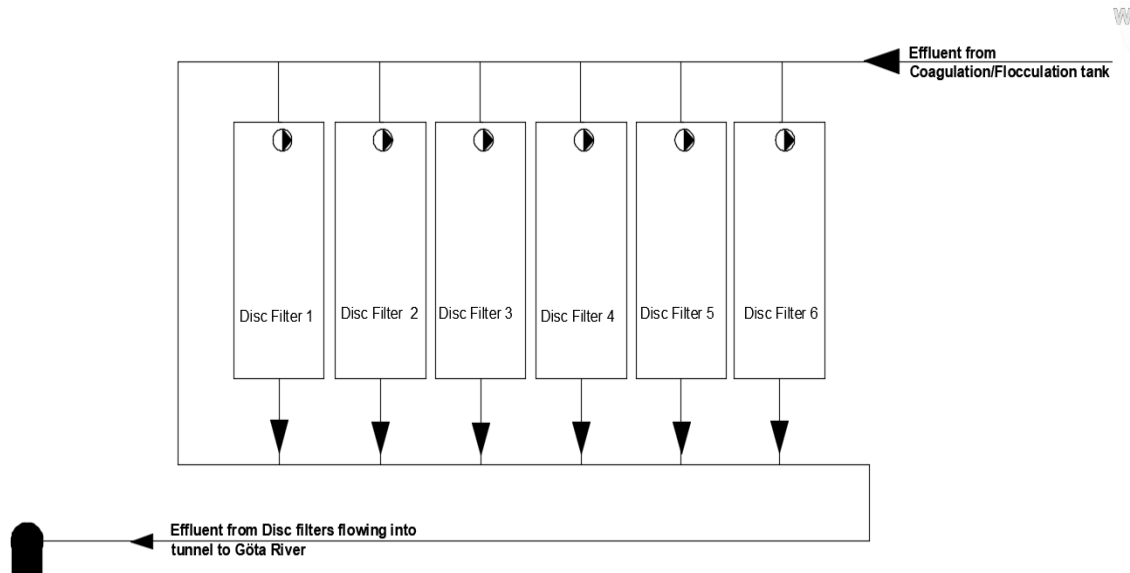 W
Effluent from
Coagulation/Flocculation tank
Disc Filter 1
Disc Filter 2
Disc Filter 3
Disc Filter 4
Disc Filter 5
Disc Filter 6
Effluent from Disc filters flowing into
tunnel to Göta River